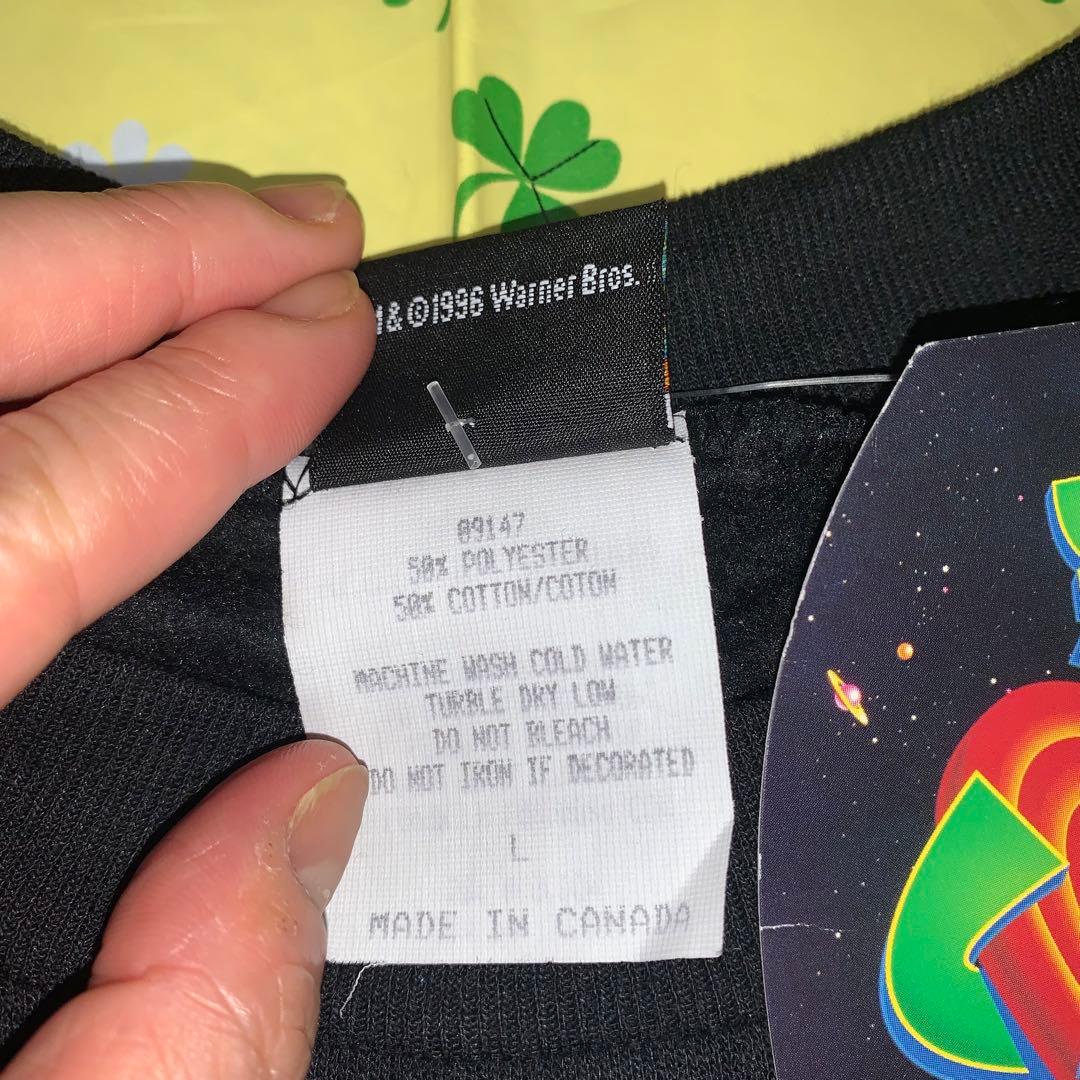 & ©1996 Warner Bros.
09147
50% POLYESTER
50% COTTON/COTON
MACHINE WASH COLD WATER
TUMBLE DRY LOW
DO NOT BLEACH
DO NOT IRON IF DECORATED
L
MADE IN CANADA